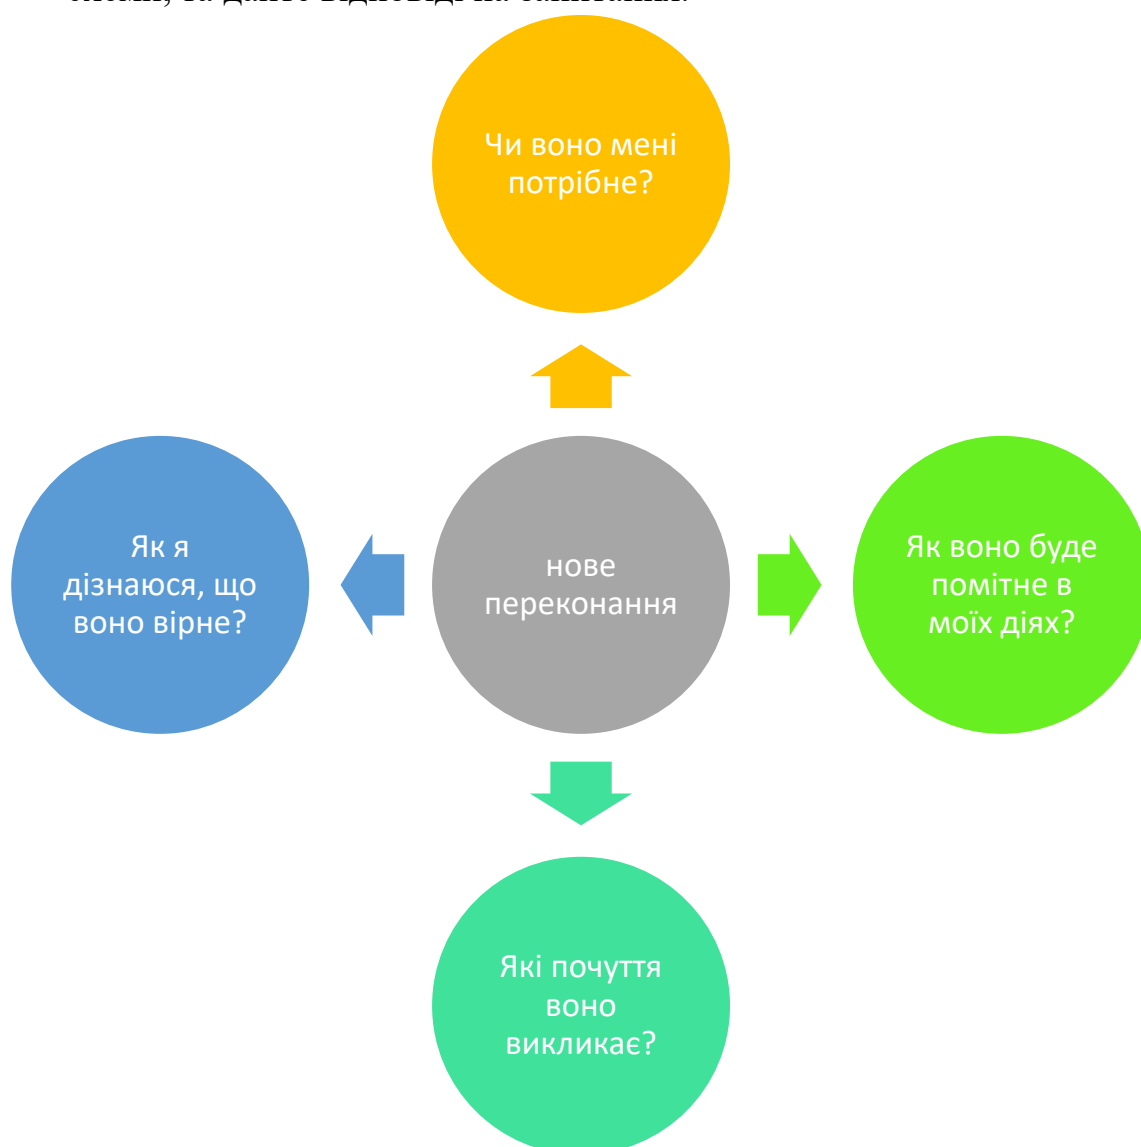 Чи воно мені
потрібне?
Як я
дізнаюся, що
воно вірне?
нове
переконання
Як воно буде
помітне в
моїх діях?
Які почуття
воно
викликає?